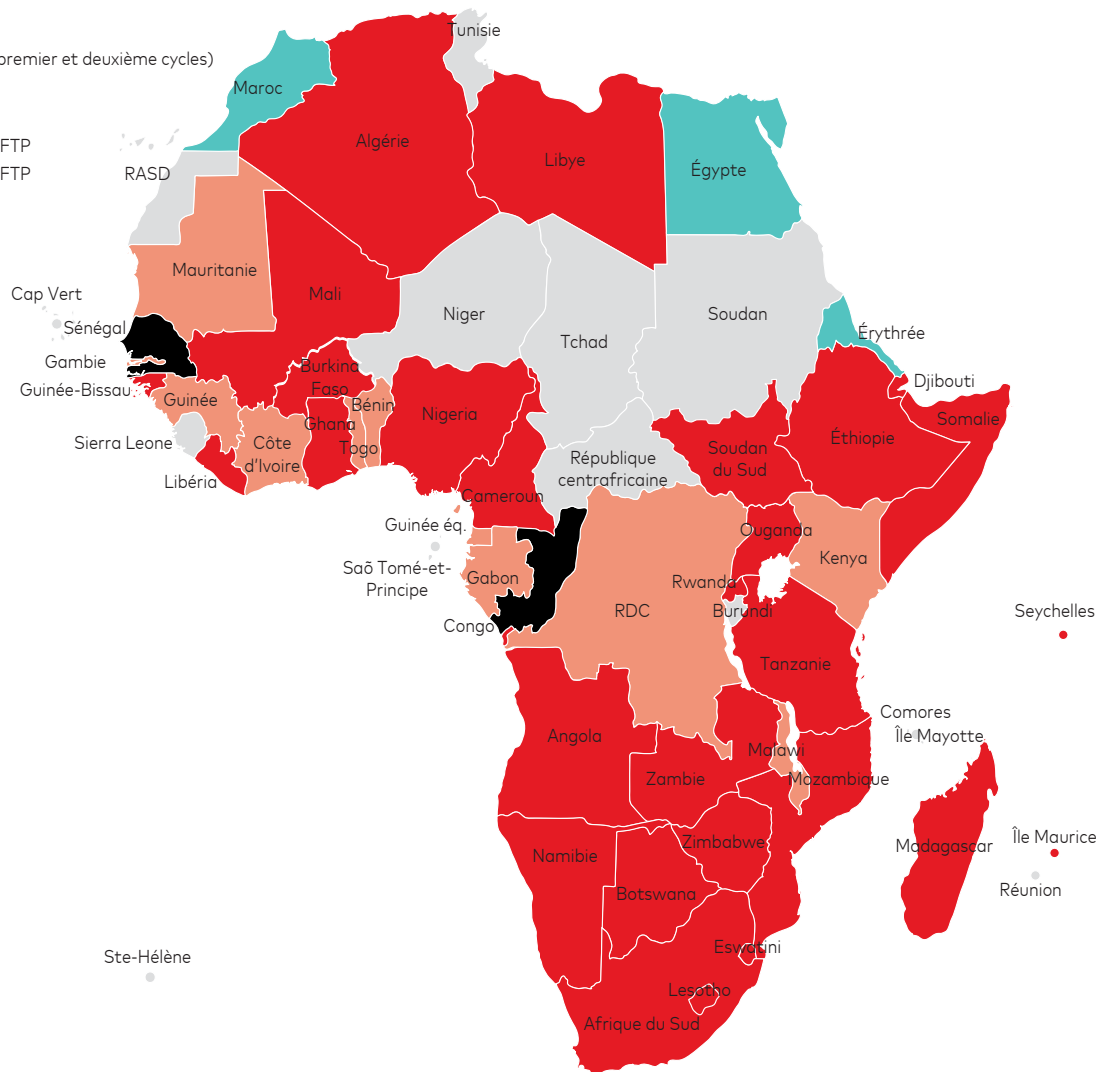 Tunisie
premier et deuxième cycles)
Maroc
Algérie
FTP
Libye
Égypte
FTP
RASD
Mauritanie
Mali
Cap Vert
Niger
Soudan
Sénégal
Érythrée
Tchad
Gambie
Burkina
Faso
Djibouti
Guinée-Bissau
Guinée
Bénin
Nigeria
Somalie
Ghana
Sierra Leone
Côte
d'Ivoire
Togo
Éthiopie
Soudan
du Sud
République
centrafricaine
Libéria
Cameroun
Guinée éq.
Ouganda
Kenya
Saõ Tomé-et-
Principe
Gabon
Rwanda
RDC
Burundi
Seychelles
Congo
Tanzanie
Comores
Île Mayotte
Angola
Malawi
Zambie
Mozambique
Île Maurice
Zimbabwe
Madagascar
Namibie
Réunion
Botswana
Eswatini
Ste-Hélène
Lesotho
Afrique du Sud